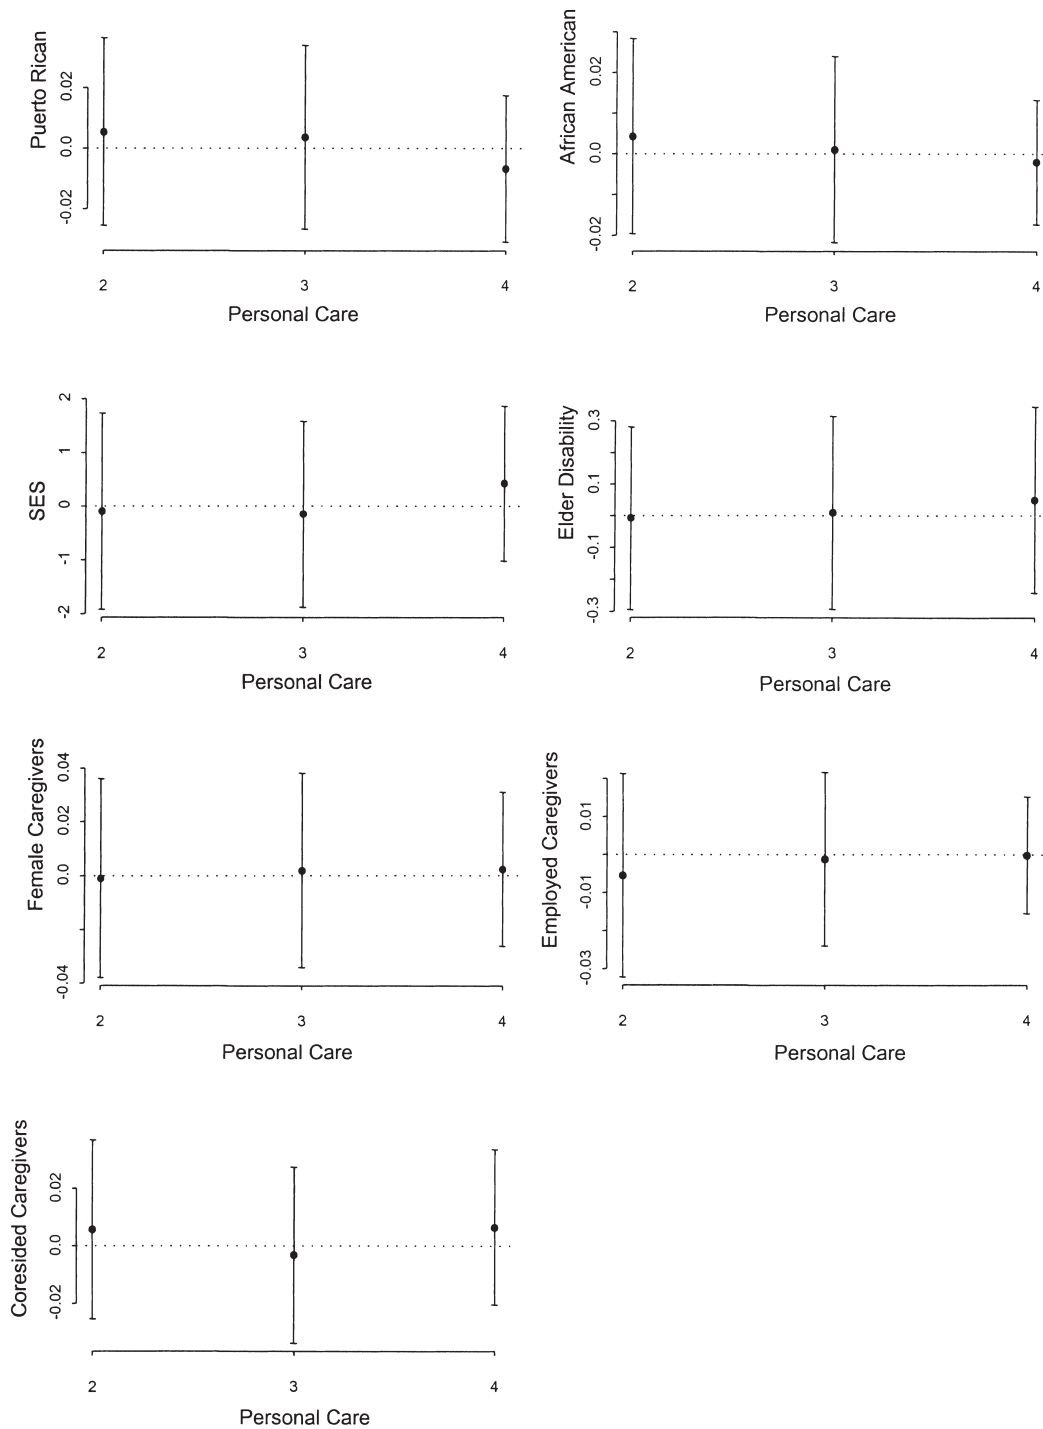 Puerto Rican
0.02
0.0
-0.02
2 3 4
Personal Care
African American
0.02
0.0
-0.02
2 3 4
Personal Care
SES
2
1
0
-1
-2
2 3 4
Personal Care
Elder Disability
0.3
0.1
-0.1
-0.3
2 3 4
Personal Care
Female Caregivers
0.04
0.02
0.0
-0.04
2 3 4
Personal Care
Employed Caregivers
0.01
-0.01
-0.03
2 3 4
Personal Care
Coresided Caregivers
0.02
0.0
-0.02
2 3 4
Personal Care